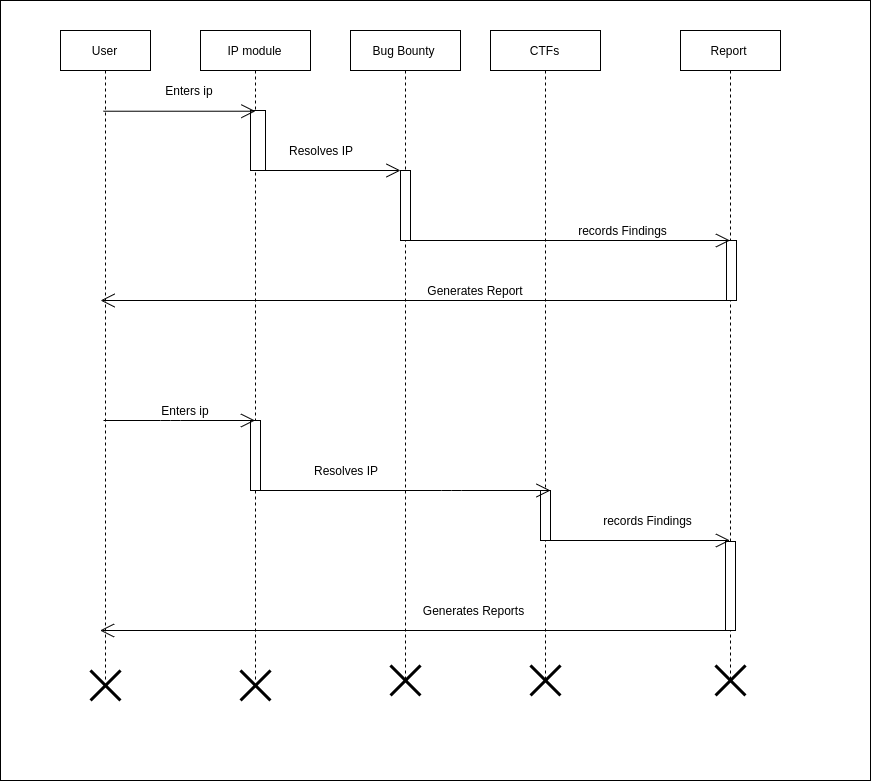 User
IP module
Bug Bounty
CTFs
Report
Enters ip
Resolves IP
records Findings
Generates Report
Enters ip
Resolves IP
records Findings
Generates Reports